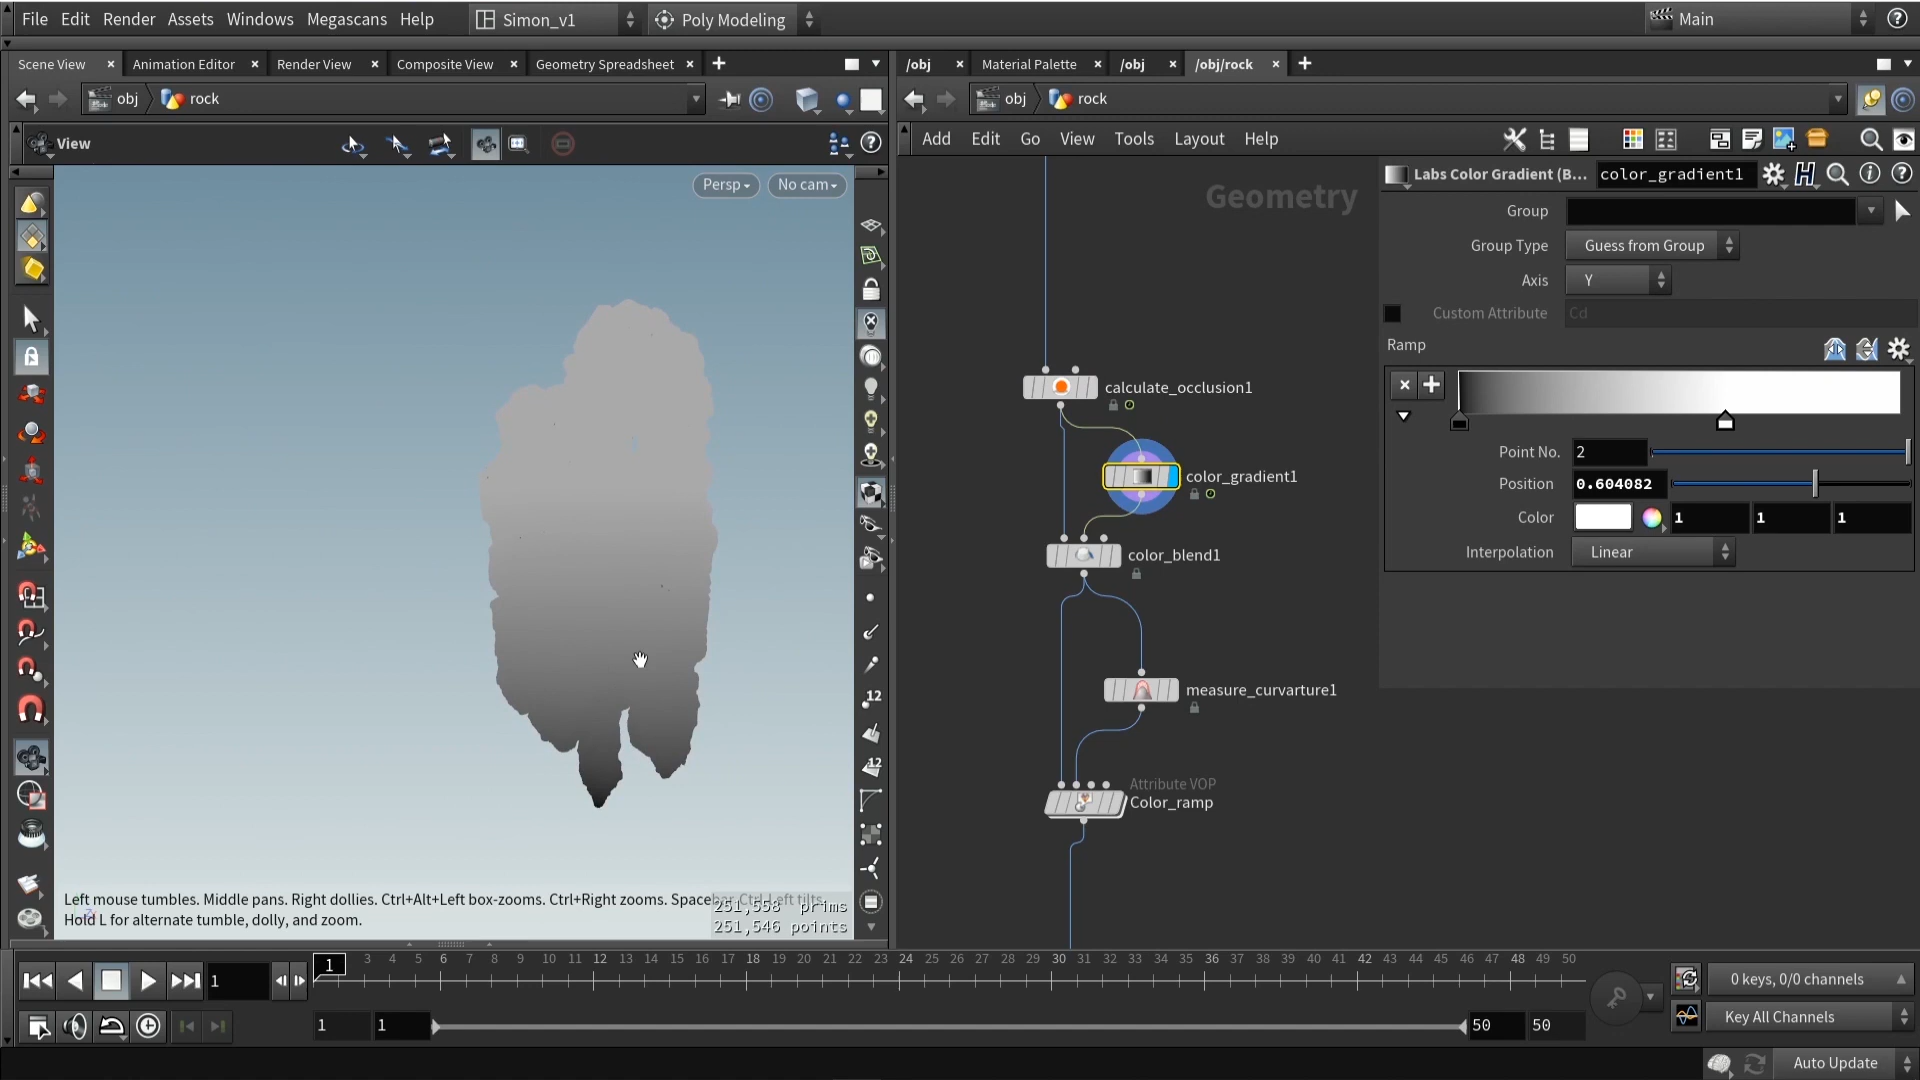 File Edit Render Assets Windows Megascans Help Simon_v1 Poly Modeling Main
Scene View Animation Editor Render View Composite View Geometry Spreadsheet
/obj Material Palette /obj /obj/rock
obj rock
obj rock
View
Add Edit Go View Tools Layout Help
Persp No cam
Geometry
Labs Color Gradient (B... color_gradient1
Group
Group Type Guess from Group
Axis Y
Custom Attribute Cd
Ramp
Point No. 2
Position 0.604082
Color 1 1 1
Interpolation Linear
calculate_occlusion1
color_gradient1
color_blend1
measure_curvarture1
Attribute VOP
Color_ramp
12
12
Left mouse tumbles. Middle pans. Right dollies. Ctrl+Alt+Left box-zooms. Ctrl+Right zooms. Spacebar-Ctrl-Left tilts.
Hold L for alternate tumble, dolly, and zoom.
251,558 prims
251,546 points
1
1 3 4 5 6 7 8 9 10 11 12 13 14 15 16 17 18 19 20 21 22 23 24 25 26 27 28 29 30 31 32 33 34 35 36 37 38 39 40 41 42 43 44 45 46 47 48 49 50
0 keys, 0/0 channels
1 1 50 50
Key All Channels
Auto Update